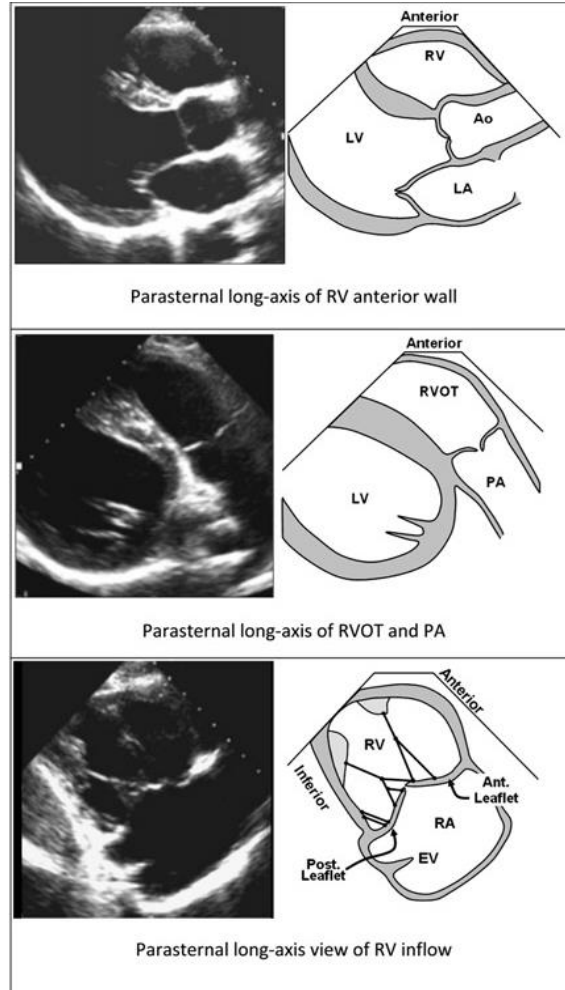 Anterior
RV
Ao
LV
LA
Parasternal long-axis of RV anterior wall
Anterior
RVOT
PA
LV
Parasternal long-axis of RVOT and PA
Anterior
RV
Inferior
Ant.
Leaflet
RA
Post.
Leaflet
EV
Parasternal long-axis view of RV inflow